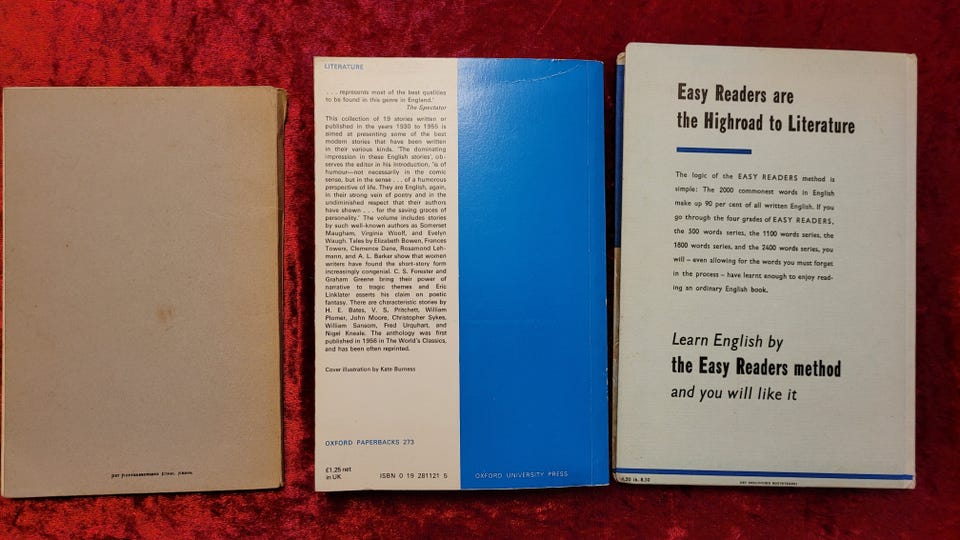 LITERATURE
. . . represents most of the best qualities
to be found in this genre in England.'
The Spectator
This collection of 19 stories written or
published in the years 1930 to 1955 is
aimed at presenting some of the best
modern stories that have been written
in their various kinds. 'The dominating
impression in these English stories', ob-
serves the editor in his introduction, 'is of
humour—not necessarily in the comic
sense, but in the sense . . . of a humorous
perspective of life. They are English, again,
in their strong vein of poetry and in the
undiminished respect that their authors
have shown . . . for the saving graces of
personality.' The volume includes stories
by such well-known authors as Somerset
Maugham, Virginia Woolf, and Evelyn
Waugh. Tales by Elizabeth Bowen, Frances
Towers, Clemence Dane, Rosamond Leh-
mann, and A. L. Barker show that women
writers have found the short-story form
increasingly congenial. C. S. Forester and
Graham Greene bring their power of
narrative to tragic themes and Eric
Linklater asserts his claim on poetic
fantasy. There are characteristic stories by
H. E. Bates, V. S. Pritchett, William
Plomer, John Moore, Christopher Sykes,
William Sansom, Fred Urquhart, and
Nigel Kneale. The anthology was first
published in 1956 in The World's Classics,
and has been often reprinted.
Cover illustration by Kate Burness
OXFORD PAPERBACKS 273
£1.25 net
in UK
ISBN 0 19 281121 5
OXFORD UNIVERSITY PRESS
Easy Readers are
the Highroad to Literature
The logic of the EASY READERS method is
simple: The 2000 commonest words in English
make up 90 per cent of all written English. If you
go through the four grades of EASY READERS,
the 500 words series, the 1100 words series, the
1800 words series, and the 2400 words series, you
will – even allowing for the words you must forget
in the process – have learnt enough to enjoy read-
ing an ordinary English book.
Learn English by
the Easy Readers method
and you will like it